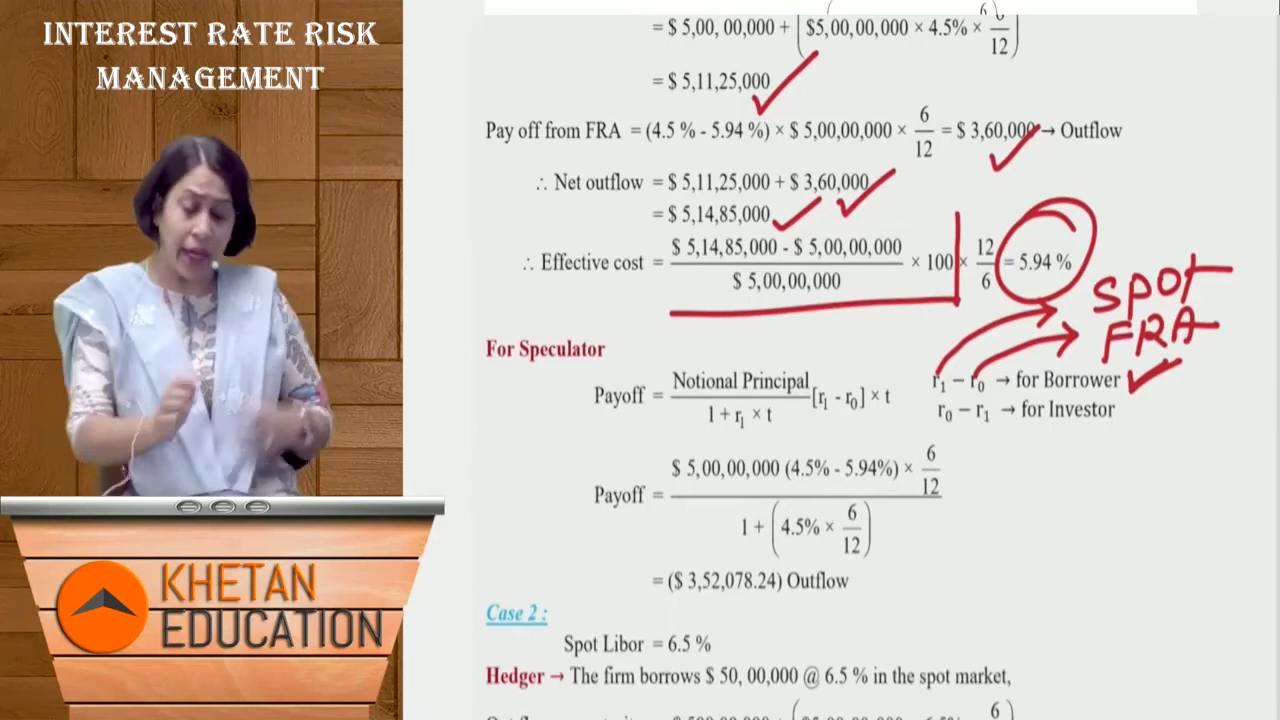 INTEREST RATE RISK
MANAGEMENT
= $ 5,00, 00,000 + ( $5,00,00,000 × 4.5% × 6/12 )
= $ 5,11,25,000
Pay off from FRA = (4.5 % - 5.94 %) × $ 5,00,00,000 × 6/12 = $ 3,60,000 → Outflow
∴ Net outflow = $ 5,11,25,000 + $ 3,60,000
= $ 5,14,85,000
∴ Effective cost = $ 5,14,85,000 - $ 5,00,00,000 / $ 5,00,00,000 × 100 × 12/6 = 5.94 %
SPOT
FRA
For Speculator
Payoff = Notional Principal / 1 + r₁ × t [r₁ - r₀] × t
r₁ − r₀ → for Borrower
r₀ − r₁ → for Investor
Payoff = $ 5,00,00,000 (4.5% - 5.94%) × 6/12 / 1 + ( 4.5% × 6/12 )
= ($ 3,52,078.24) Outflow
Case 2 :
Spot Libor = 6.5 %
Hedger → The firm borrows $ 50, 00,000 @ 6.5 % in the spot market,
KHETAN
EDUCATION